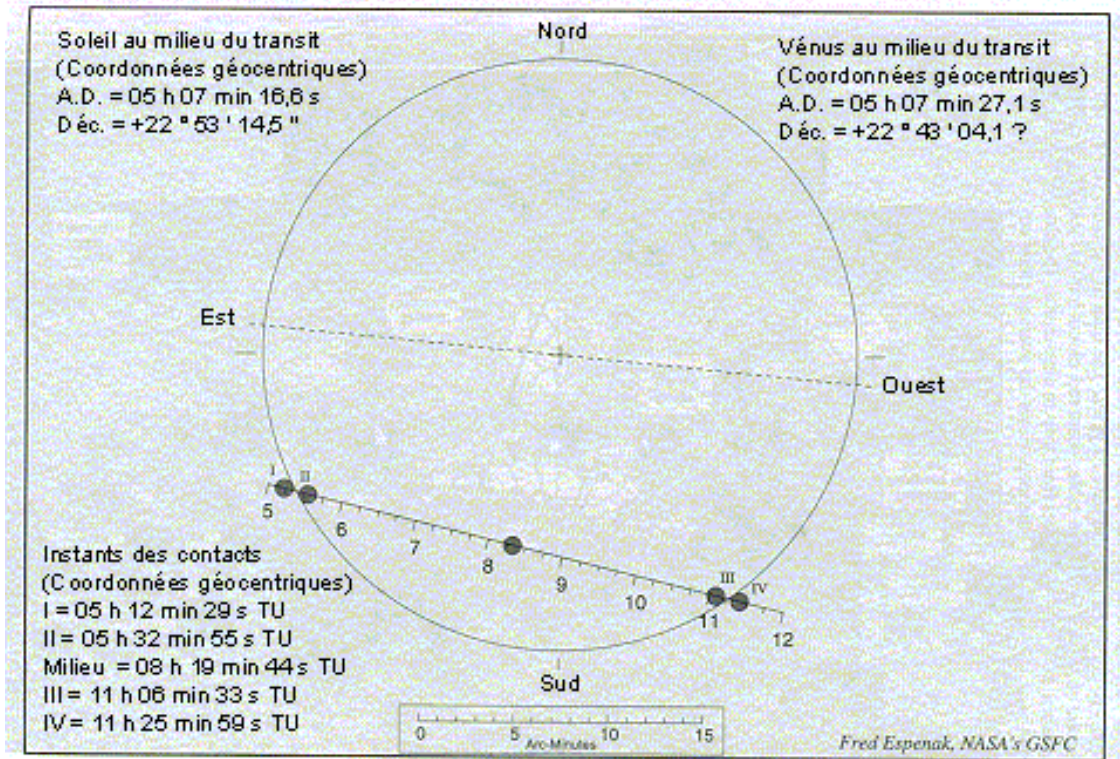 Soleil au milieu du transit
(Coordonnées géocentriques)
A.D. = 05 h 07 min 16,6 s
Déc. = +22 ° 53 ' 14,5 "
Nord
Vénus au milieu du transit
(Coordonnées géocentriques)
A.D. = 05 h 07 min 27,1 s
Déc. = +22 ° 43 ' 04,1 ?
Est
Ouest
I
II
5
6
7
8
9
10
III
IV
11
12
Instants des contacts
(Coordonnées géocentriques)
I = 05 h 12 min 29 s TU
II = 05 h 32 min 55 s TU
Milieu = 08 h 19 min 44 s TU
III = 11 h 06 min 33 s TU
IV = 11 h 25 min 59 s TU
Sud
0
5
10
15
Arc-Minutes
Fred Espenak, NASA's GSFC